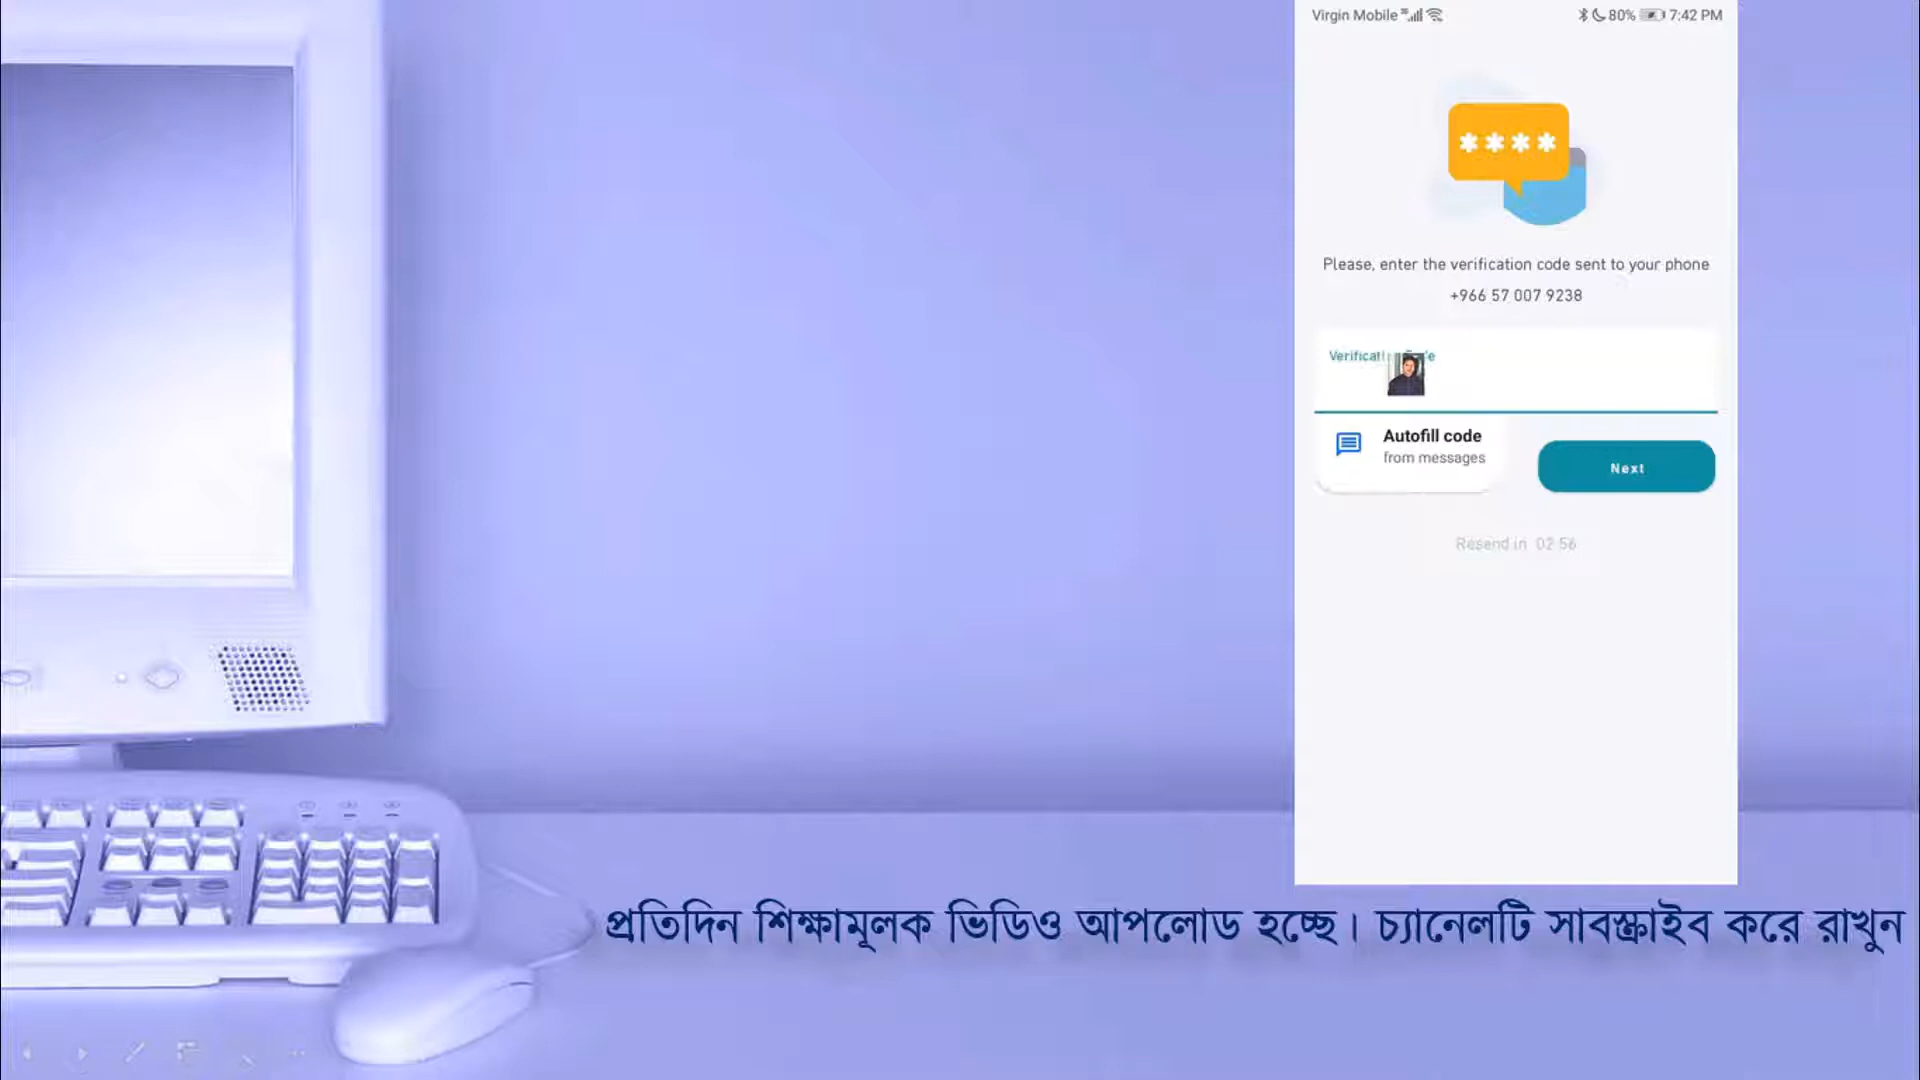 Virgin Mobile
80% 7:42 PM
****
Please, enter the verification code sent to your phone
+966 57 007 9238
Autofill code
from messages
Next
Resend in 02:56
প্রতিদিন শিক্ষামূলক ভিডিও আপলোড হচ্ছে। চ্যানেলটি সাবস্ক্রাইব করে রাখুন